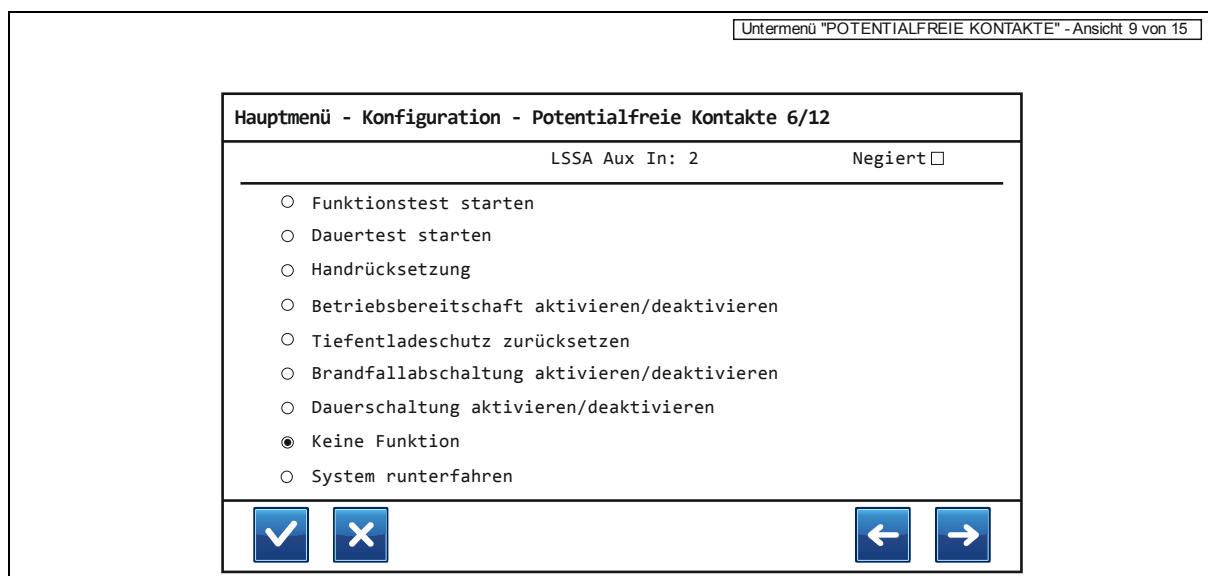 Untermenü "POTENTIALFREIE KONTAKTE" - Ansicht 9 von 15
Hauptmenü - Konfiguration - Potentialfreie Kontakte 6/12
LSSA Aux In: 2 Negiert
Funktionstest starten
Dauertest starten
Handrücksetzung
Betriebsbereitschaft aktivieren/deaktivieren
Tiefentladeschutz zurücksetzen
Brandfallabschaltung aktivieren/deaktivieren
Dauerschaltung aktivieren/deaktivieren
Keine Funktion
System runterfahren